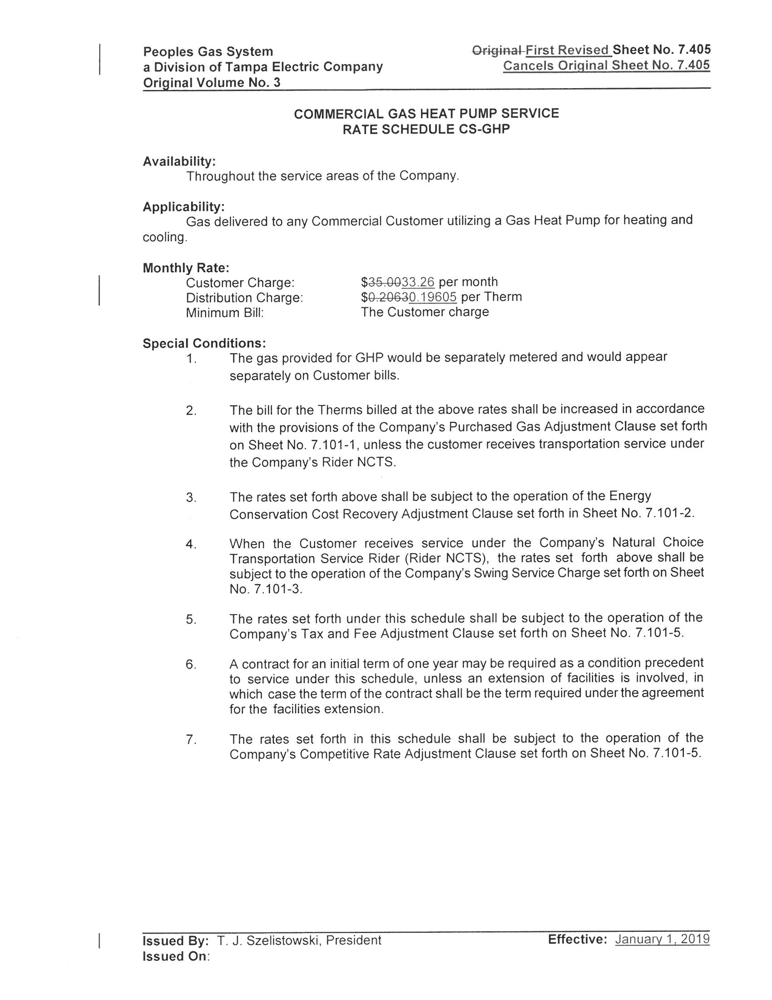 Peoples Gas System
a Division of Tampa Electric Company
Original Volume No. 3
Original First Revised Sheet No. 7.405
Cancels Original Sheet No. 7.405
COMMERCIAL GAS HEAT PUMP SERVICE
RATE SCHEDULE CS-GHP
Availability:
Throughout the service areas of the Company.
Applicability:
Gas delivered to any Commercial Customer utilizing a Gas Heat Pump for heating and
cooling.
Monthly Rate:
Customer Charge: $35.0033.26 per month
Distribution Charge: $0.20630.19605 per Therm
Minimum Bill: The Customer charge
Special Conditions:
1. The gas provided for GHP would be separately metered and would appear
separately on Customer bills.
2. The bill for the Therms billed at the above rates shall be increased in accordance
with the provisions of the Company's Purchased Gas Adjustment Clause set forth
on Sheet No. 7.101-1, unless the customer receives transportation service under
the Company's Rider NCTS.
3. The rates set forth above shall be subject to the operation of the Energy
Conservation Cost Recovery Adjustment Clause set forth in Sheet No. 7.101-2.
4. When the Customer receives service under the Company's Natural Choice
Transportation Service Rider (Rider NCTS), the rates set forth above shall be
subject to the operation of the Company's Swing Service Charge set forth on Sheet
No. 7.101-3.
5. The rates set forth under this schedule shall be subject to the operation of the
Company's Tax and Fee Adjustment Clause set forth on Sheet No. 7.101-5.
6. A contract for an initial term of one year may be required as a condition precedent
to service under this schedule, unless an extension of facilities is involved, in
which case the term of the contract shall be the term required under the agreement
for the facilities extension.
7. The rates set forth in this schedule shall be subject to the operation of the
Company's Competitive Rate Adjustment Clause set forth on Sheet No. 7.101-5.
Issued By: T. J. Szelistowski, President
Issued On:
Effective: January 1, 2019